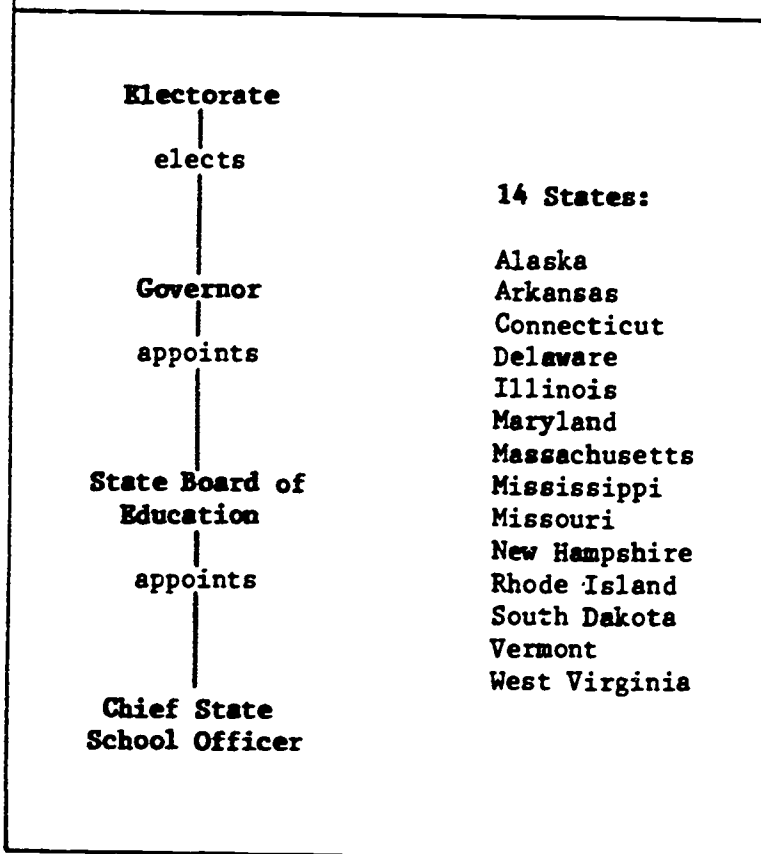 Electorate
elects
Governor
appoints
State Board of
Education
appoints
Chief State
School Officer
14 States:
Alaska
Arkansas
Connecticut
Delaware
Illinois
Maryland
Massachusetts
Mississippi
Missouri
New Hampshire
Rhode Island
South Dakota
Vermont
West Virginia